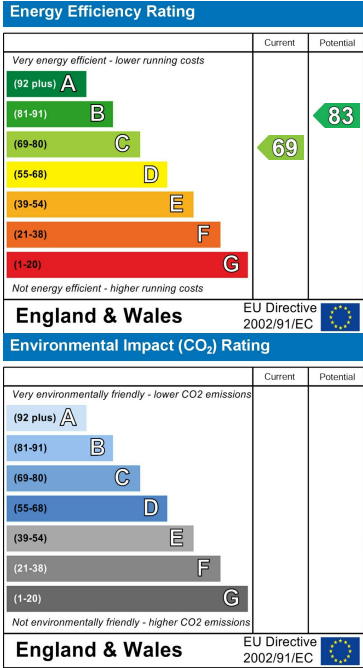 Energy Efficiency Rating
Current Potential
Very energy efficient - lower running costs
(92 plus) A
(81-91) B
83
(69-80) C
69
(55-68) D
(39-54) E
(21-38) F
(1-20) G
Not energy efficient - higher running costs
England & Wales
EU Directive
2002/91/EC
Environmental Impact (CO₂) Rating
Current Potential
Very environmentally friendly - lower CO2 emissions
(92 plus) A
(81-91) B
(69-80) C
(55-68) D
(39-54) E
(21-38) F
(1-20) G
Not environmentally friendly - higher CO2 emissions
England & Wales
EU Directive
2002/91/EC